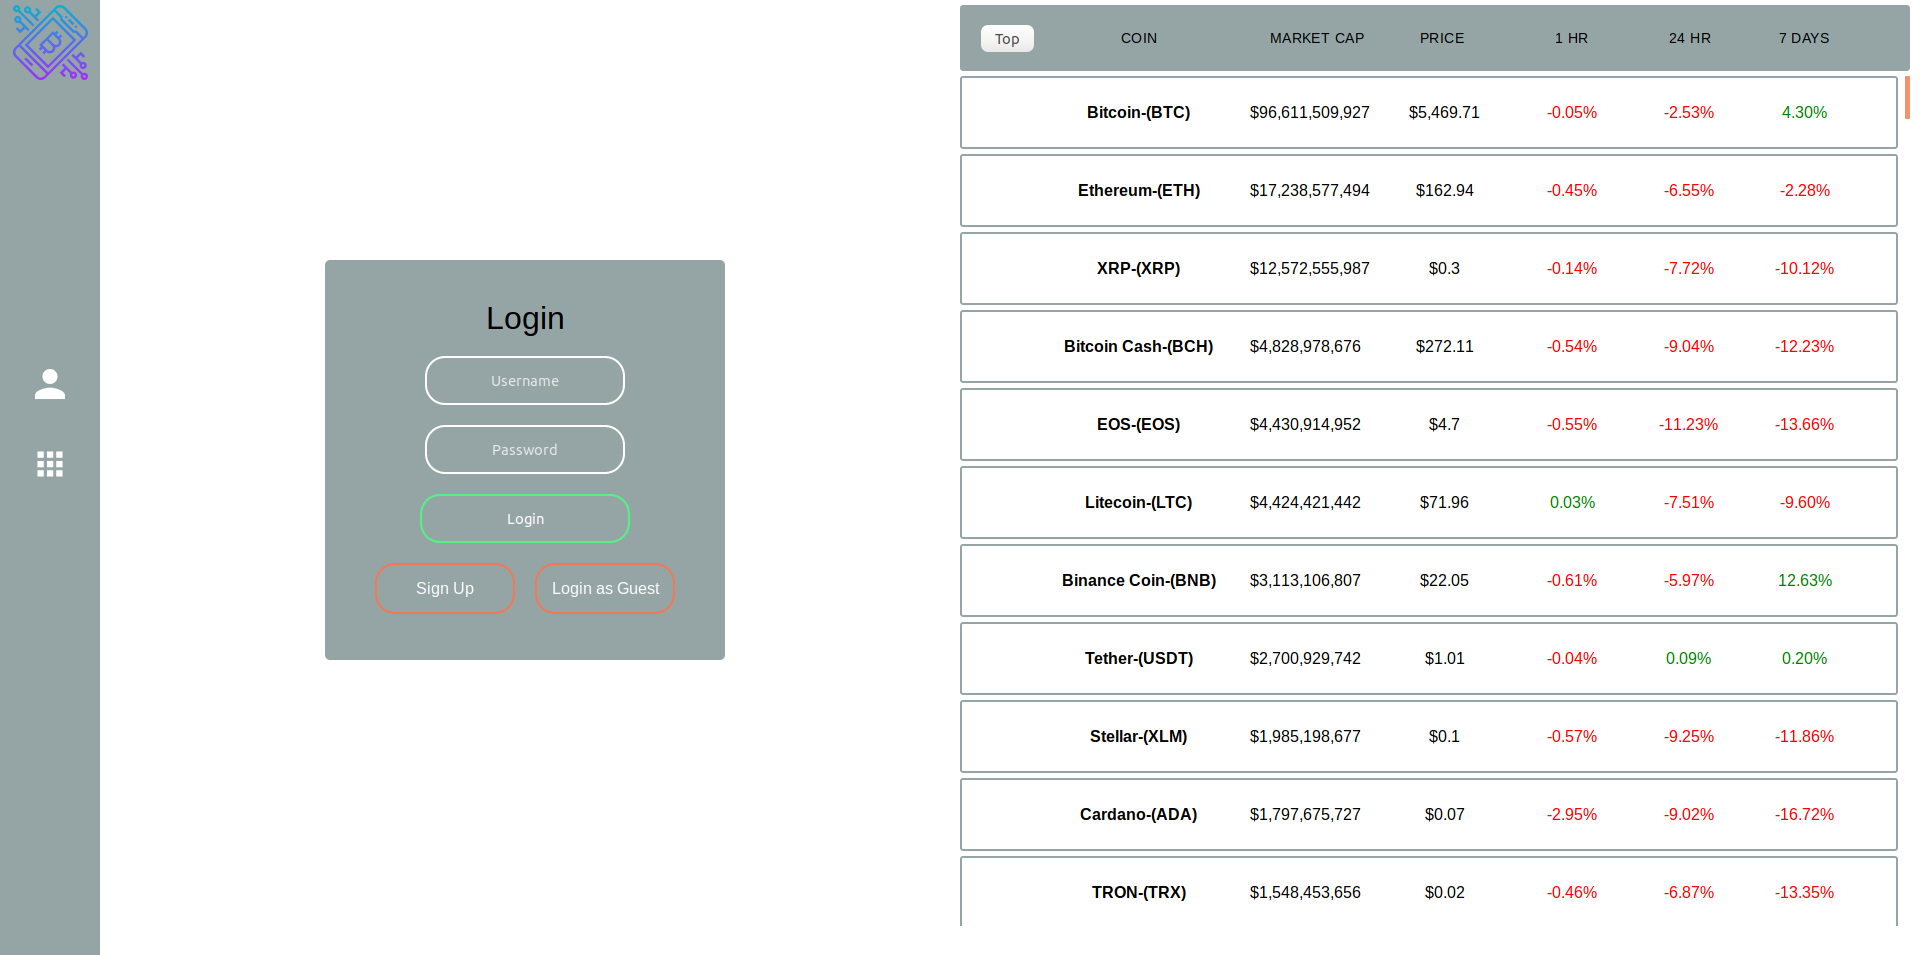 Login
Username
Password
Login
Sign Up Login as Guest
Top COIN MARKET CAP PRICE 1 HR 24 HR 7 DAYS
Bitcoin-(BTC) $96,611,509,927 $5,469.71 -0.05% -2.53% 4.30%
Ethereum-(ETH) $17,238,577,494 $162.94 -0.45% -6.55% -2.28%
XRP-(XRP) $12,572,555,987 $0.3 -0.14% -7.72% -10.12%
Bitcoin Cash-(BCH) $4,828,978,676 $272.11 -0.54% -9.04% -12.23%
EOS-(EOS) $4,430,914,952 $4.7 -0.55% -11.23% -13.66%
Litecoin-(LTC) $4,424,421,442 $71.96 0.03% -7.51% -9.60%
Binance Coin-(BNB) $3,113,106,807 $22.05 -0.61% -5.97% 12.63%
Tether-(USDT) $2,700,929,742 $1.01 -0.04% 0.09% 0.20%
Stellar-(XLM) $1,985,198,677 $0.1 -0.57% -9.25% -11.86%
Cardano-(ADA) $1,797,675,727 $0.07 -2.95% -9.02% -16.72%
TRON-(TRX) $1,548,453,656 $0.02 -0.46% -6.87% -13.35%